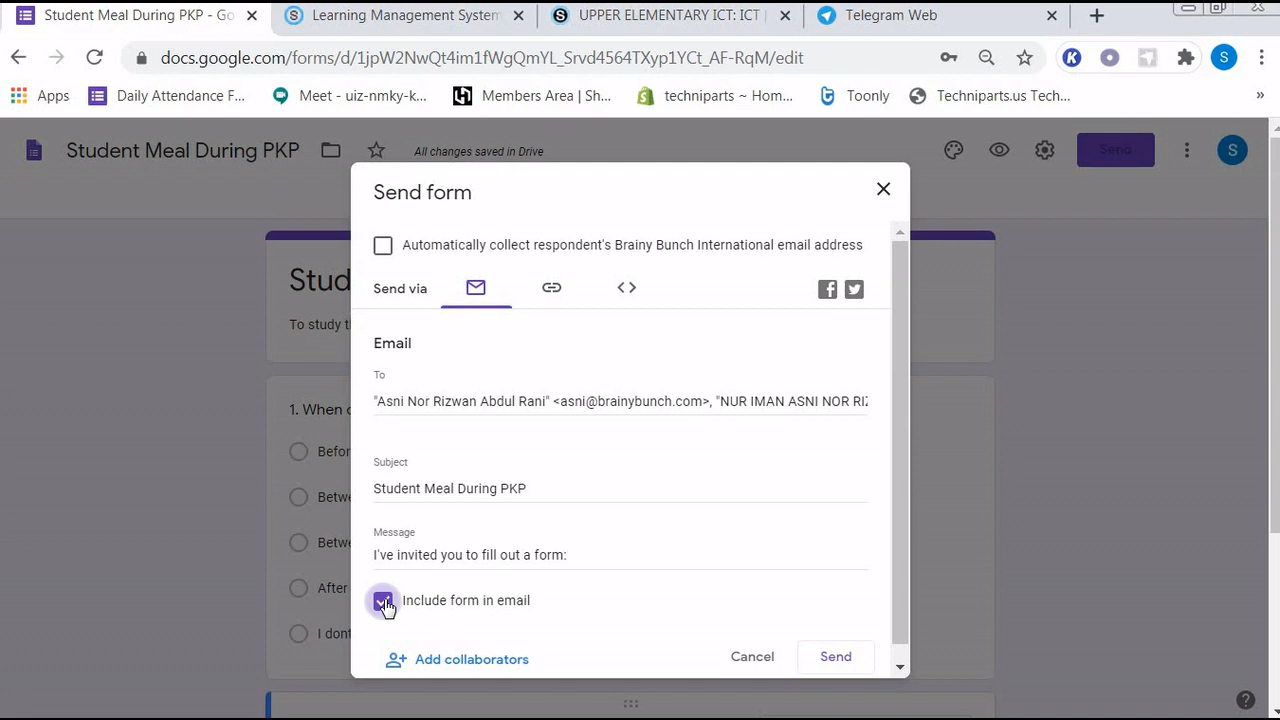 Student Meal During PKP - Go
Learning Management System
UPPER ELEMENTARY ICT: ICT
Telegram Web
docs.google.com/forms/d/1JpW2NwQt4im1fWgQmYL_Srvd4564TXyp1YCt_AF-RqM/edit
S
Apps
Daily Attendance F...
Meet - uiz-nmky-k...
Members Area | Sh...
techniparts ~ Hom...
Toonly
Techniparts.us Tech...
»
Student Meal During PKP
All changes saved in Drive
Send
S
Send form
Automatically collect respondent's Brainy Bunch International email address
Send via
Stud
To study th
Email
To
"Asni Nor Rizwan Abdul Rani" <asni@brainybunch.com>, "NUR IMAN ASNI NOR RIZ
1. When
Befor
Subject
Student Meal During PKP
Betwe
Message
Betwe
I've invited you to fill out a form:
After
Include form in email
I dont
Add collaborators
Cancel
Send